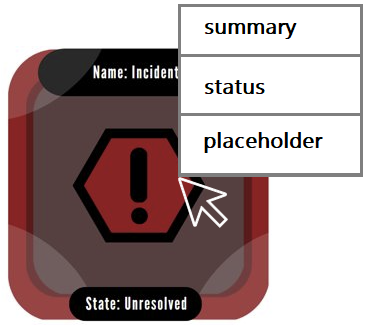 summary
Name: Incident
status
placeholder
State: Unresolved